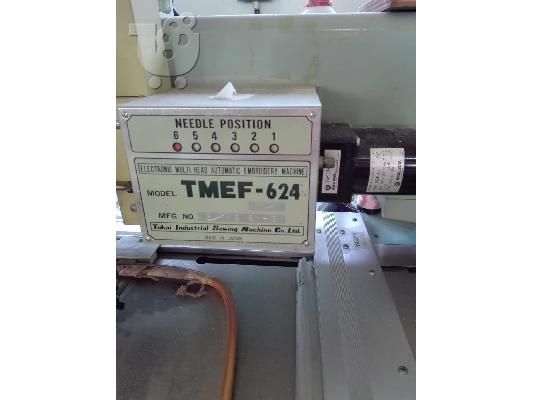 NEEDLE POSITION
6 5 4 3 2 1
ELECTRONIC MULTI HEAD AUTOMATIC EMBROIDERY MACHINE
MODEL TMEF-624
MFG. NO.
Tokai Industrial Sewing Machine Co., Ltd.
MADE IN JAPAN